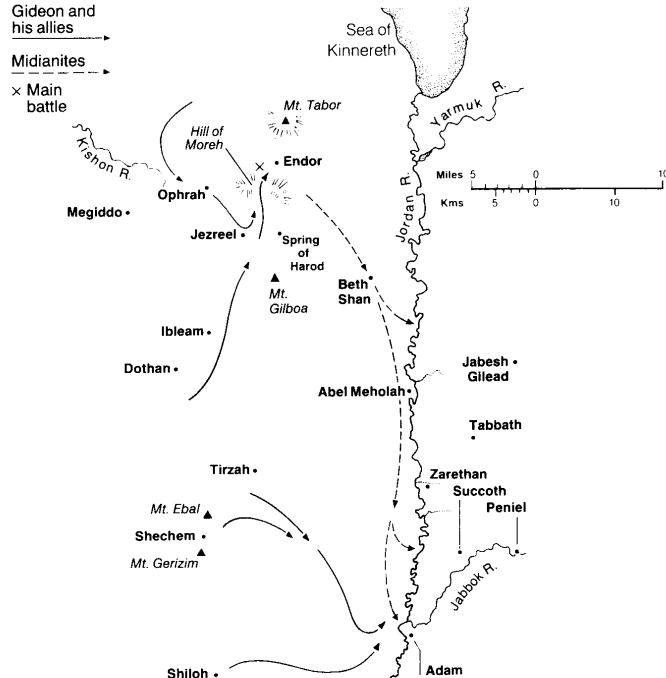 Gideon and
his allies
Midianites
× Main
battle
Sea of
Kinnereth
Mt. Tabor
Yarmuk R.
Hill of
Moreh
Kishon R.
Endor
Miles 5 0 10
Kms 5 0 10
Ophrah
Megiddo
Jordan R.
Jezreel
Spring
of
Harod
Beth
Shan
Mt.
Gilboa
Ibleam
Dothan
Jabesh
Gilead
Abel Meholah
Tabbath
Tirzah
Zarethan
Succoth
Mt. Ebal
Peniel
Shechem
Mt. Gerizim
Jabbok R.
Shiloh
Adam